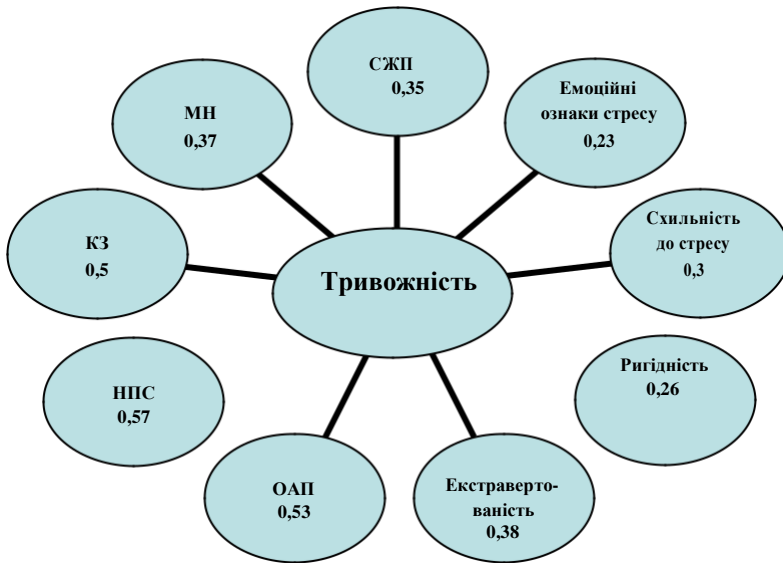 СЖП
0,35
Емоційні
ознаки стресу
0,23
МН
0,37
Схильність
до стресу
0,3
КЗ
0,5
Тривожність
Ригідність
0,26
НПС
0,57
ОАП
0,53
Екстраверто-
ваність
0,38